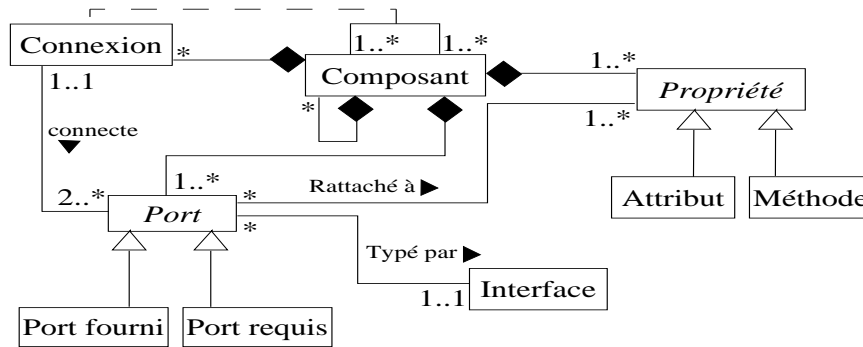 Connexion
*
1..*
1..*
Composant
1..*
Propriété
1..1
*
1..*
connecte
1..*
Rattaché à
Attribut
Méthode
2..*
Port
*
*
Typé par
1..1
Interface
Port fourni
Port requis